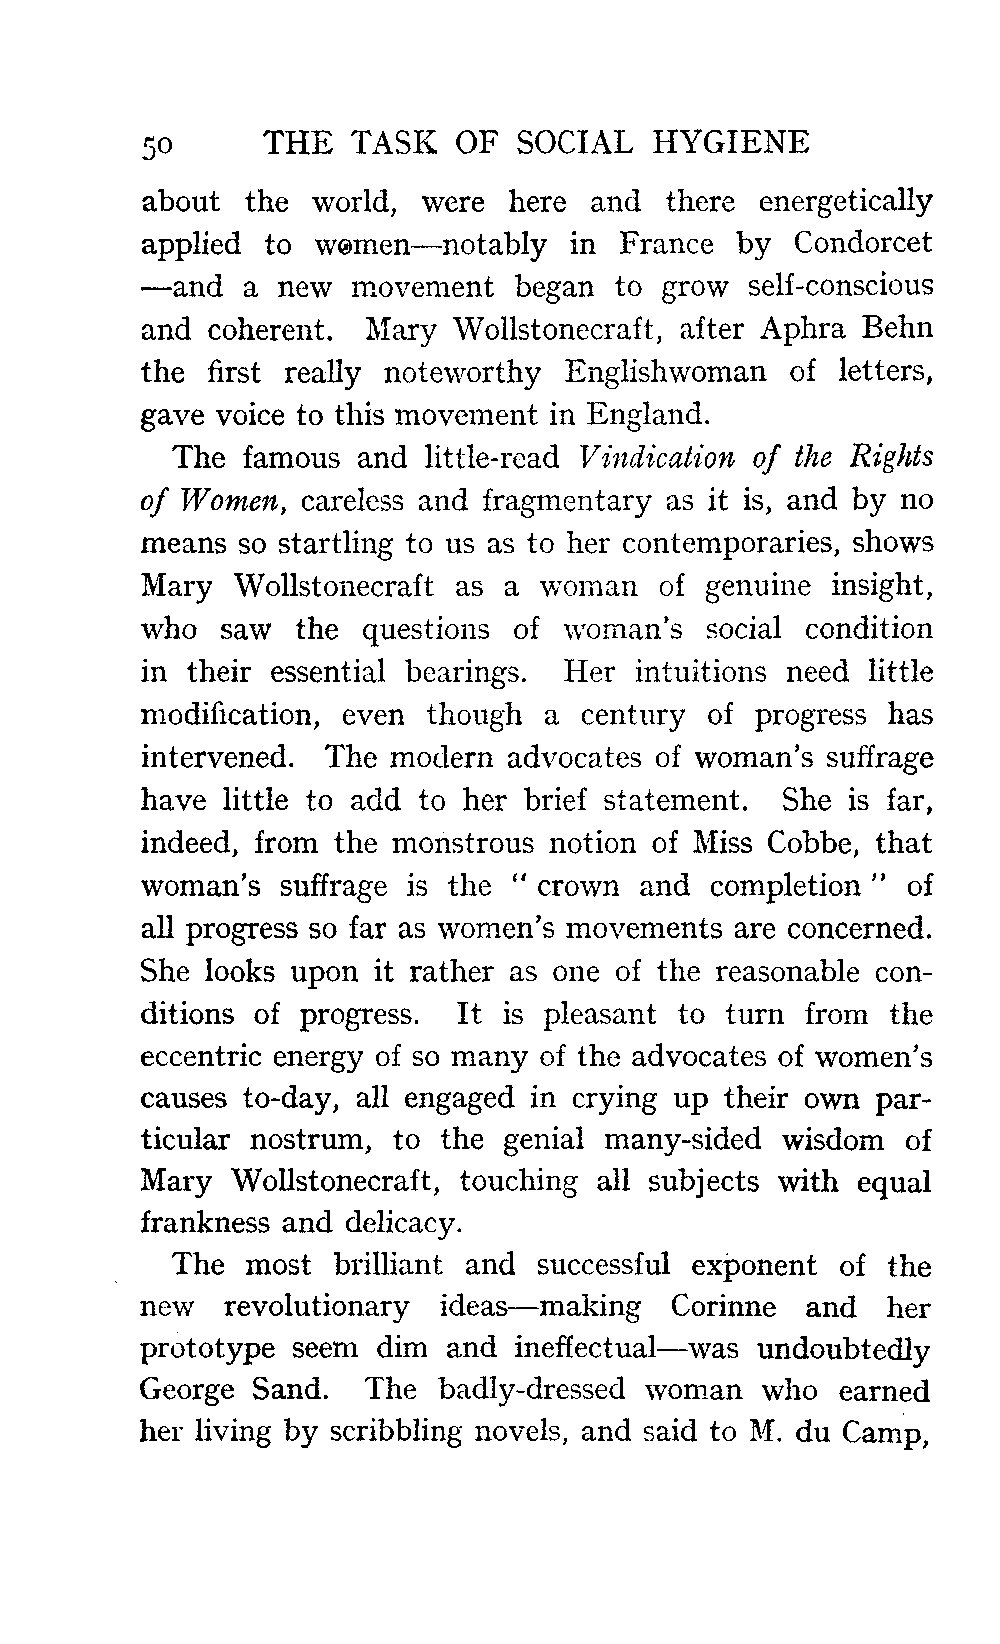 50 THE TASK OF SOCIAL HYGIENE
about the world, were here and there energetically
applied to women—notably in France by Condorcet
—and a new movement began to grow self-conscious
and coherent. Mary Wollstonecraft, after Aphra Behn
the first really noteworthy Englishwoman of letters,
gave voice to this movement in England.
The famous and little-read Vindication of the Rights
of Women, careless and fragmentary as it is, and by no
means so startling to us as to her contemporaries, shows
Mary Wollstonecraft as a woman of genuine insight,
who saw the questions of woman's social condition
in their essential bearings. Her intuitions need little
modification, even though a century of progress has
intervened. The modern advocates of woman's suffrage
have little to add to her brief statement. She is far,
indeed, from the monstrous notion of Miss Cobbe, that
woman's suffrage is the " crown and completion " of
all progress so far as women's movements are concerned.
She looks upon it rather as one of the reasonable con-
ditions of progress. It is pleasant to turn from the
eccentric energy of so many of the advocates of women's
causes to-day, all engaged in crying up their own par-
ticular nostrum, to the genial many-sided wisdom of
Mary Wollstonecraft, touching all subjects with equal
frankness and delicacy.
The most brilliant and successful exponent of the
new revolutionary ideas—making Corinne and her
prototype seem dim and ineffectual—was undoubtedly
George Sand. The badly-dressed woman who earned
her living by scribbling novels, and said to M. du Camp,